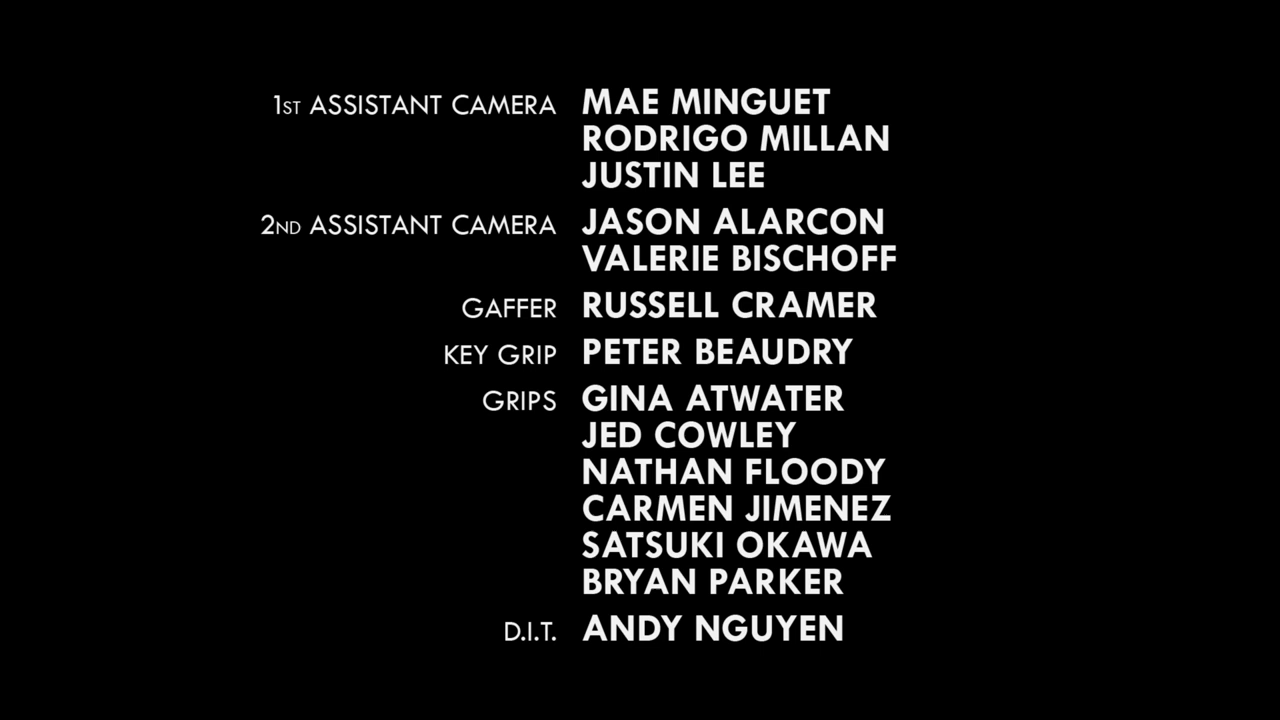 1ST ASSISTANT CAMERA MAE MINGUET
RODRIGO MILLAN
JUSTIN LEE
2ND ASSISTANT CAMERA JASON ALARCON
VALERIE BISCHOFF
GAFFER RUSSELL CRAMER
KEY GRIP PETER BEAUDRY
GRIPS GINA ATWATER
JED COWLEY
NATHAN FLOODY
CARMEN JIMENEZ
SATSUKI OKAWA
BRYAN PARKER
D.I.T. ANDY NGUYEN